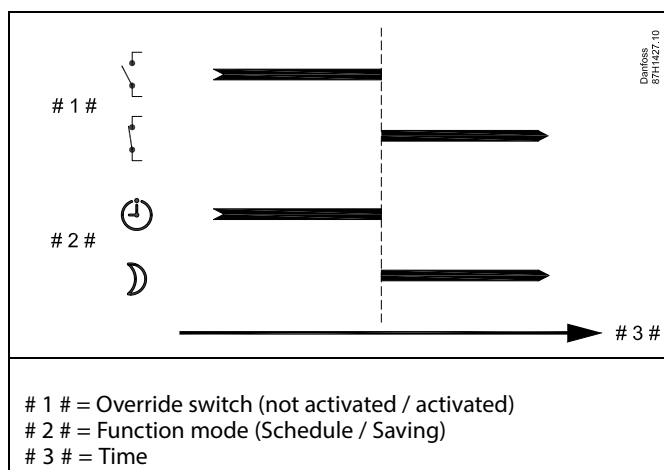 Danfoss
87H1427.10
# 1 #
# 2 #
# 3 #
# 1 # = Override switch (not activated / activated)
# 2 # = Function mode (Schedule / Saving)
# 3 # = Time